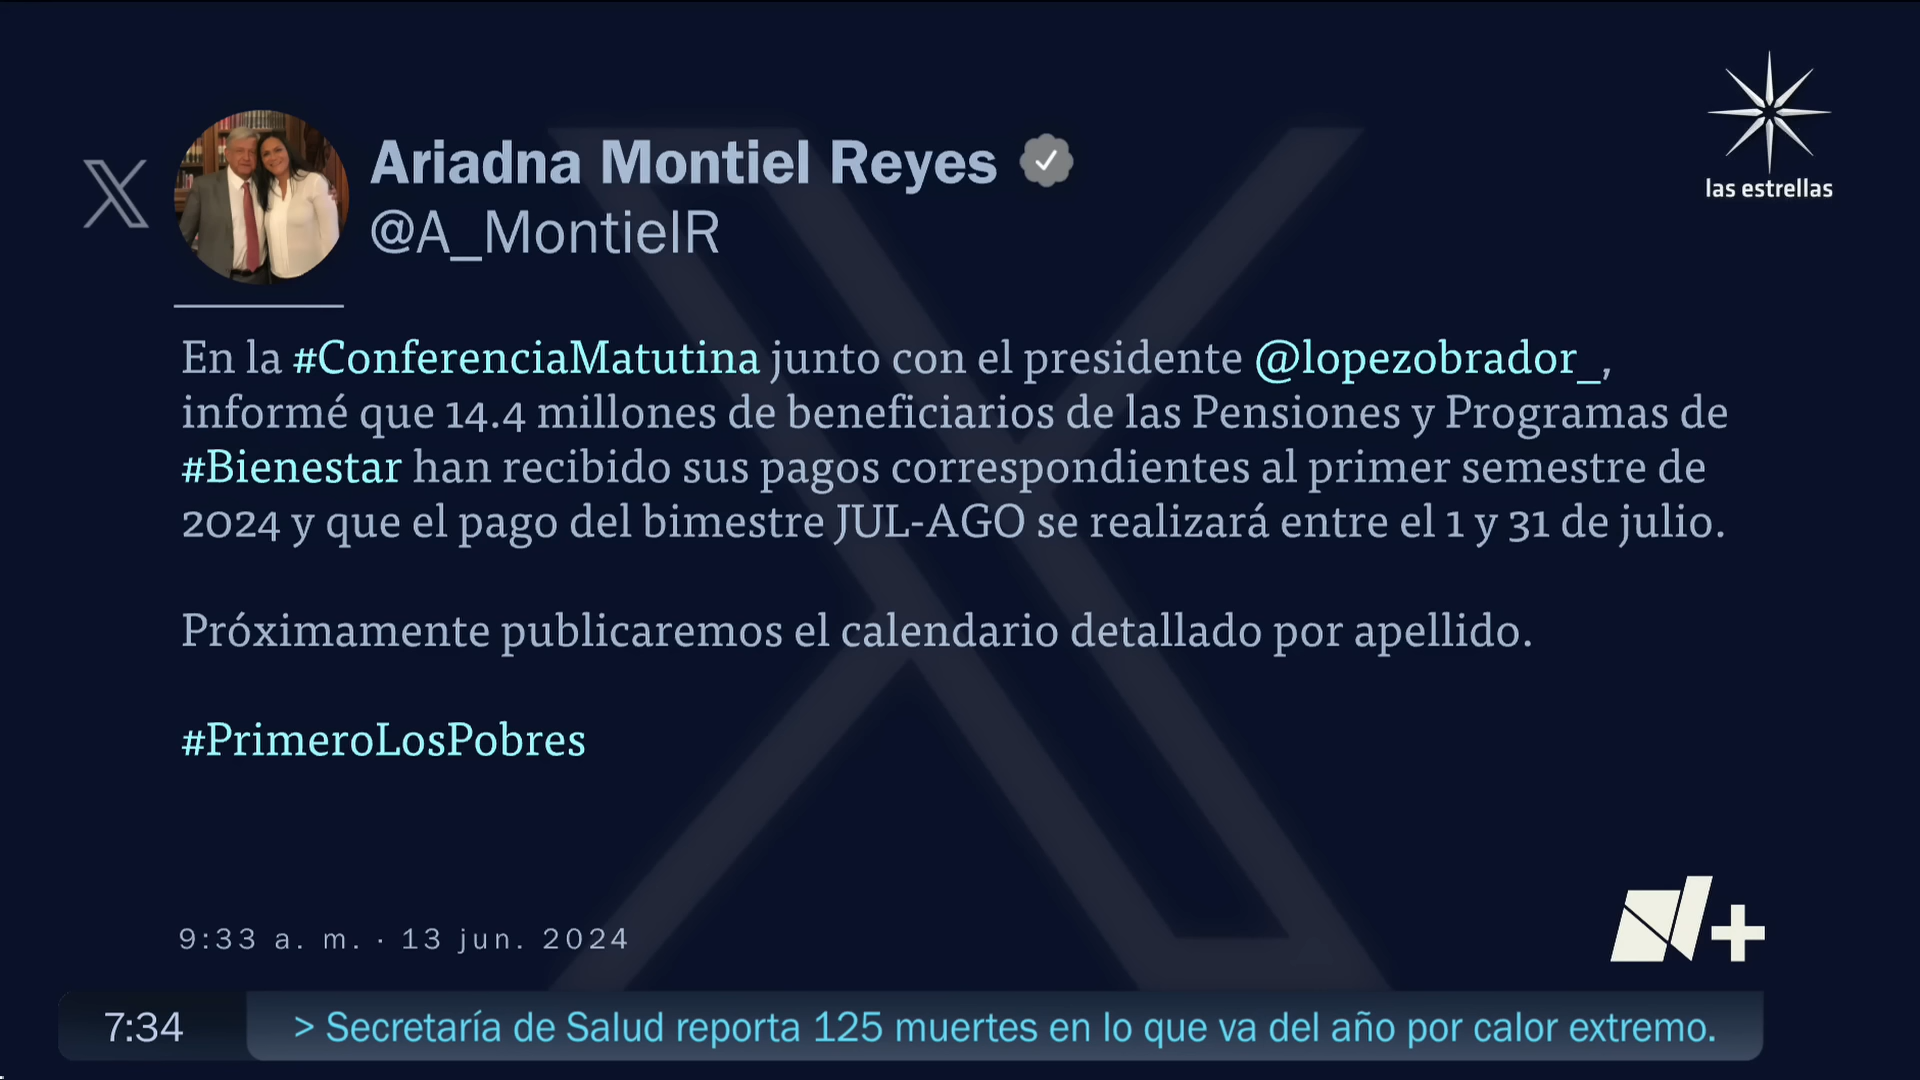 las estrellas
Ariadna Montiel Reyes
@A_MontielR
En la #ConferenciaMatutina junto con el presidente @lopezobrador_,
informé que 14.4 millones de beneficiarios de las Pensiones y Programas de
#Bienestar han recibido sus pagos correspondientes al primer semestre de
2024 y que el pago del bimestre JUL-AGO se realizará entre el 1 y 31 de julio.
Próximamente publicaremos el calendario detallado por apellido.
#PrimeroLosPobres
9:33 a. m. · 13 jun. 2024
N+
7:34
> Secretaría de Salud reporta 125 muertes en lo que va del año por calor extremo.